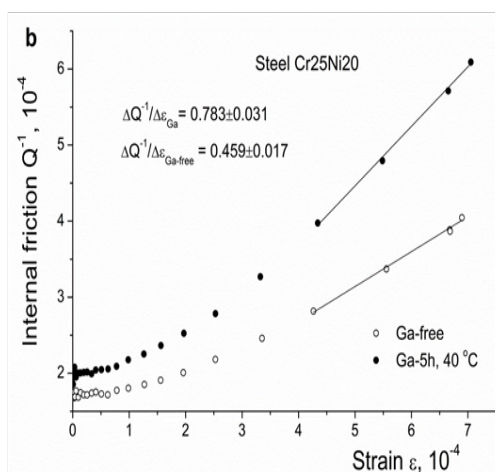 b
Steel Cr25Ni20
ΔQ⁻¹/Δε_Ga = 0.783±0.031
ΔQ⁻¹/Δε_Ga-free = 0.459±0.017
Internal friction Q⁻¹, 10⁻⁴
6
5
4
3
2
Ga-free
Ga-5h, 40 °C
0 1 2 3 4 5 6 7
Strain ε, 10⁻⁴